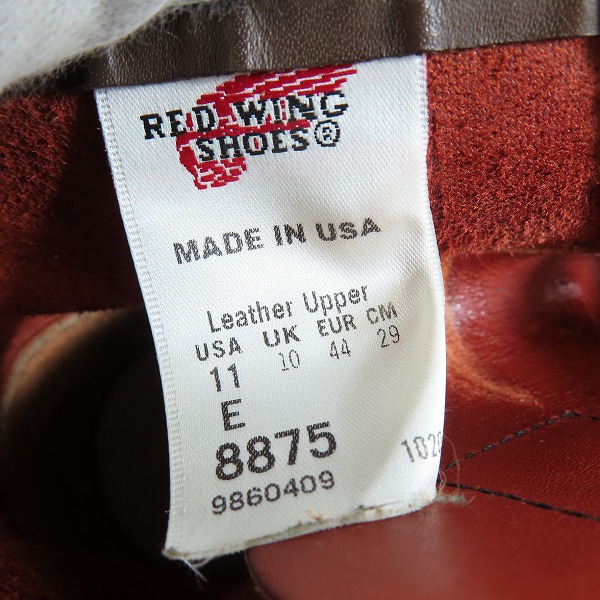 RED WING
SHOES®
MADE IN USA
Leather Upper
USA UK EUR CM
11 10 44 29
E
8875
9860409